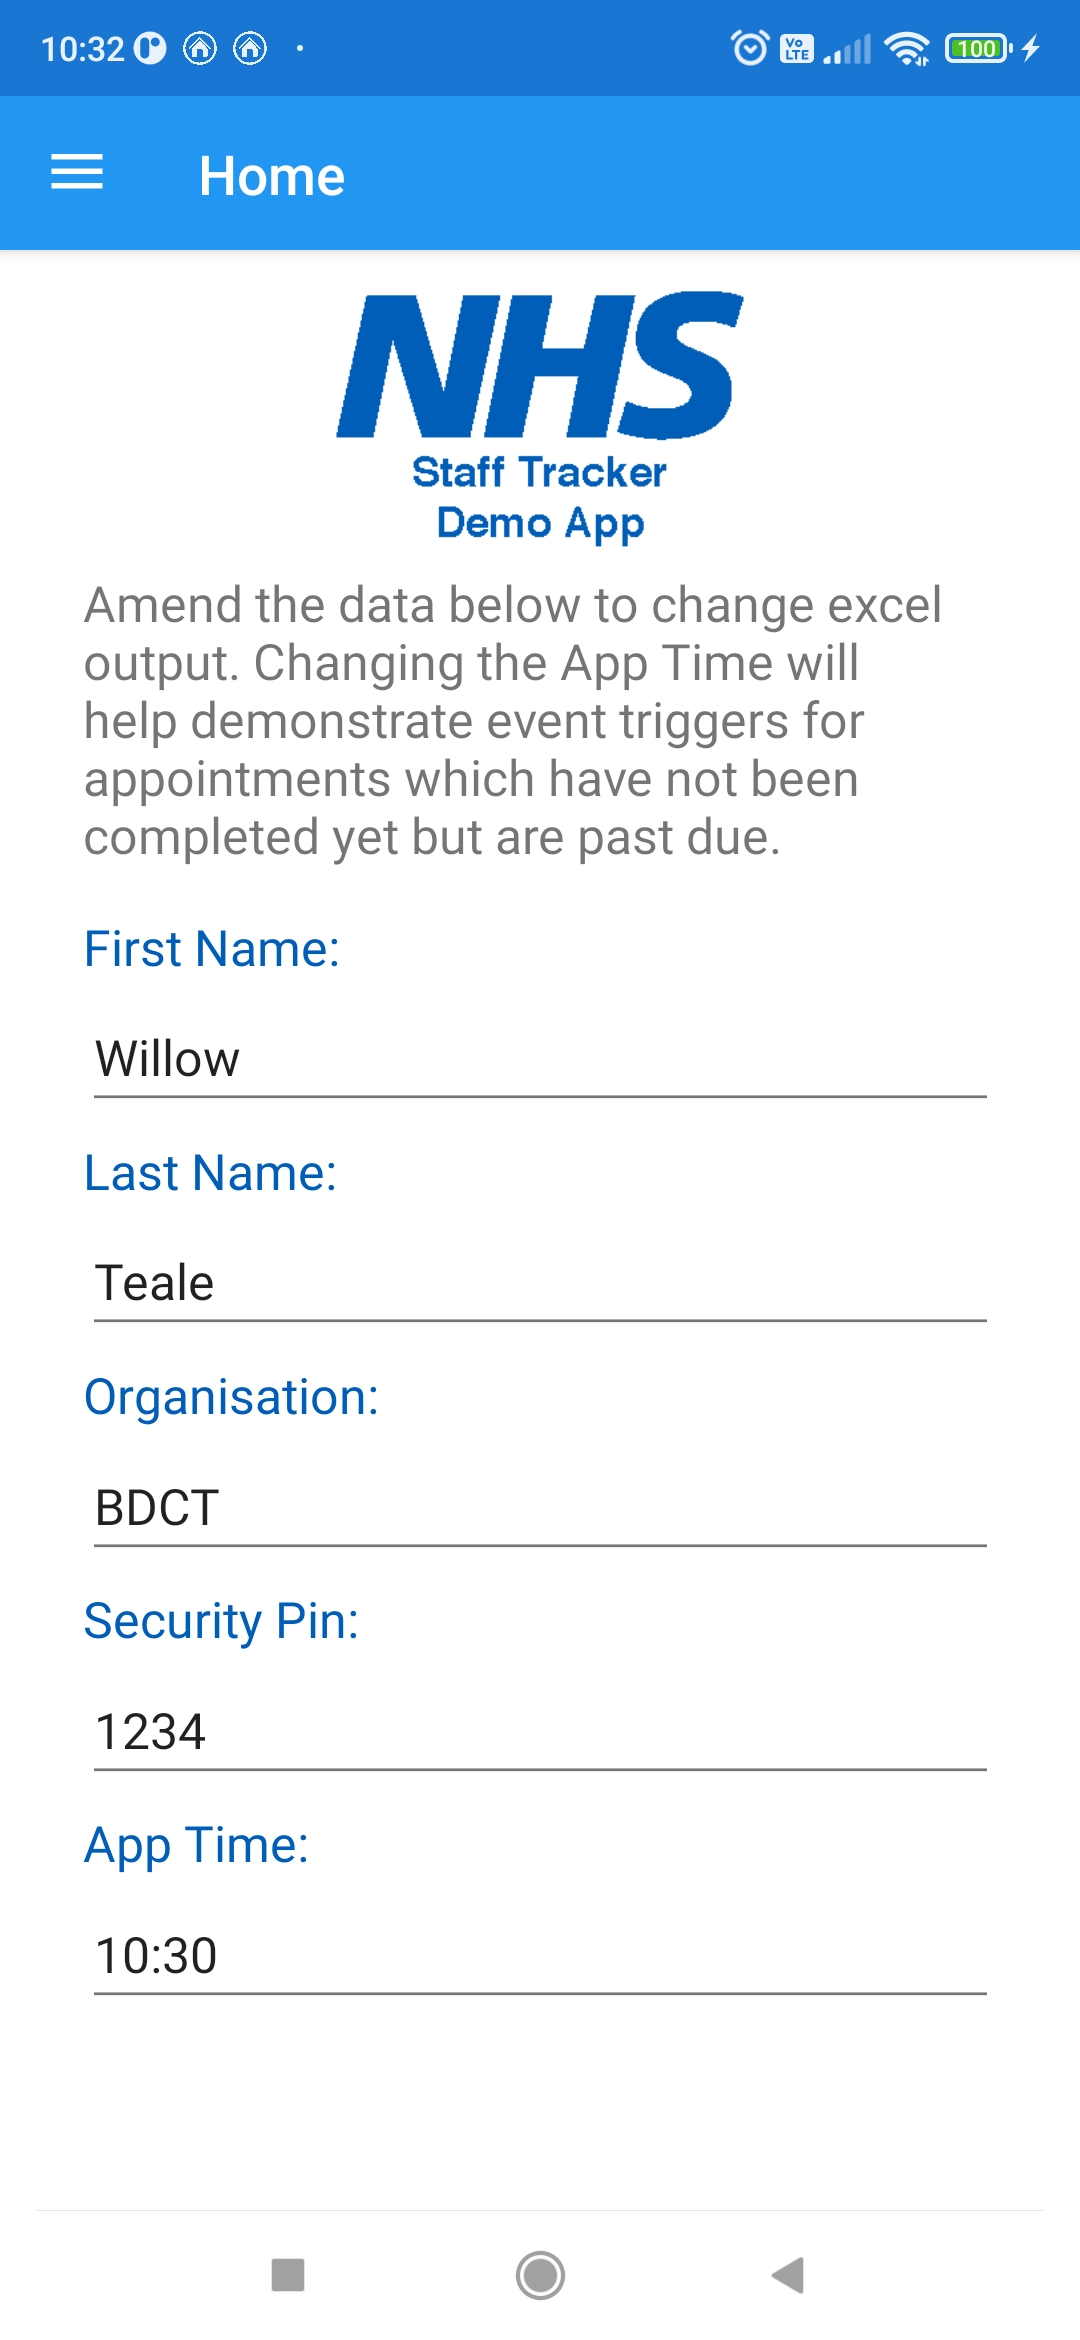 10:32
Vo LTE
100
Home
NHS
Staff Tracker
Demo App
Amend the data below to change excel
output. Changing the App Time will
help demonstrate event triggers for
appointments which have not been
completed yet but are past due.
First Name:
Willow
Last Name:
Teale
Organisation:
BDCT
Security Pin:
1234
App Time:
10:30